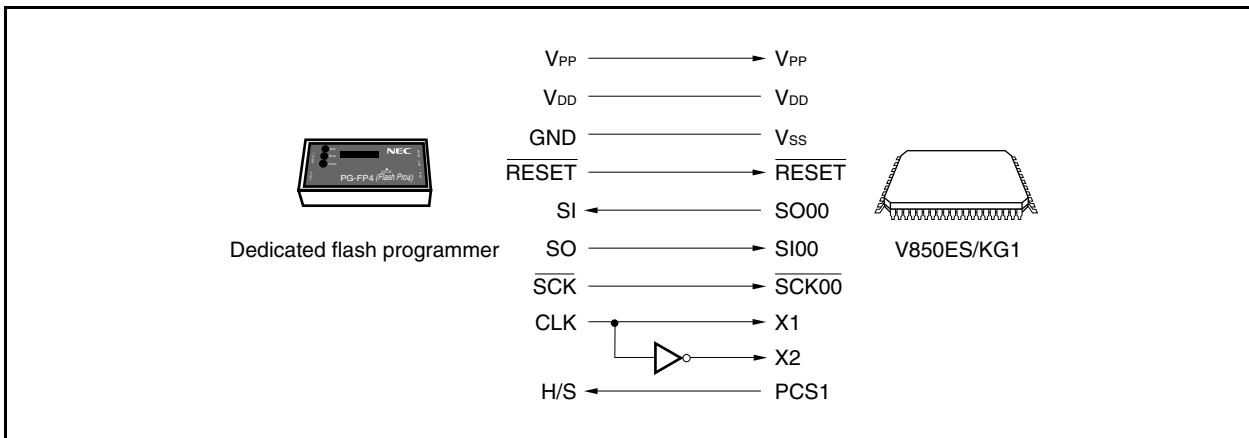 VPP VPP
VDD VDD
GND VSS
NEC
PG-FP4 (Flash Pro4)
RESET RESET
SI SO00
Dedicated flash programmer SO SI00 V850ES/KG1
SCK SCK00
CLK X1
X2
H/S PCS1